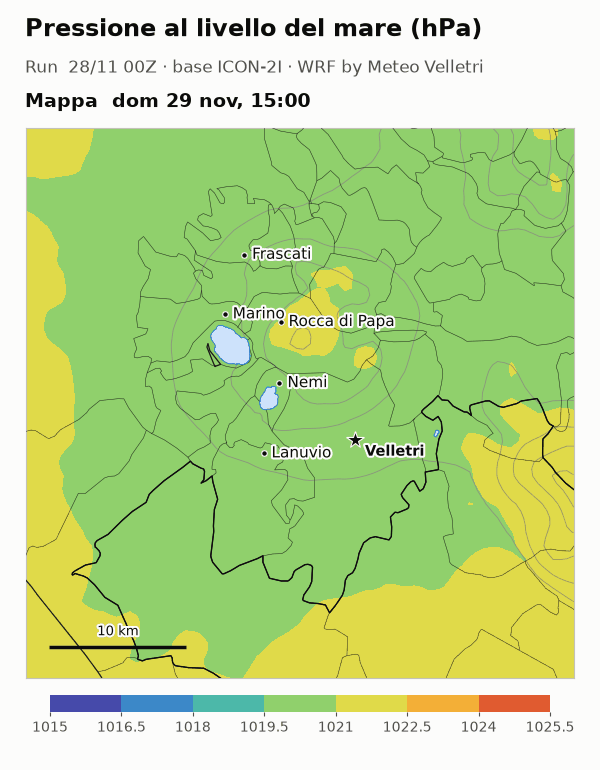 Pressione al livello del mare (hPa)
Run  28/11 00Z · base ICON-2I · WRF by Meteo Velletri
Mappa  dom 29 nov, 15:00
Frascati
Marino
Rocca di Papa
Nemi
Velletri
Lanuvio
10 km
1015 1016.5 1018 1019.5 1021 1022.5 1024 1025.5